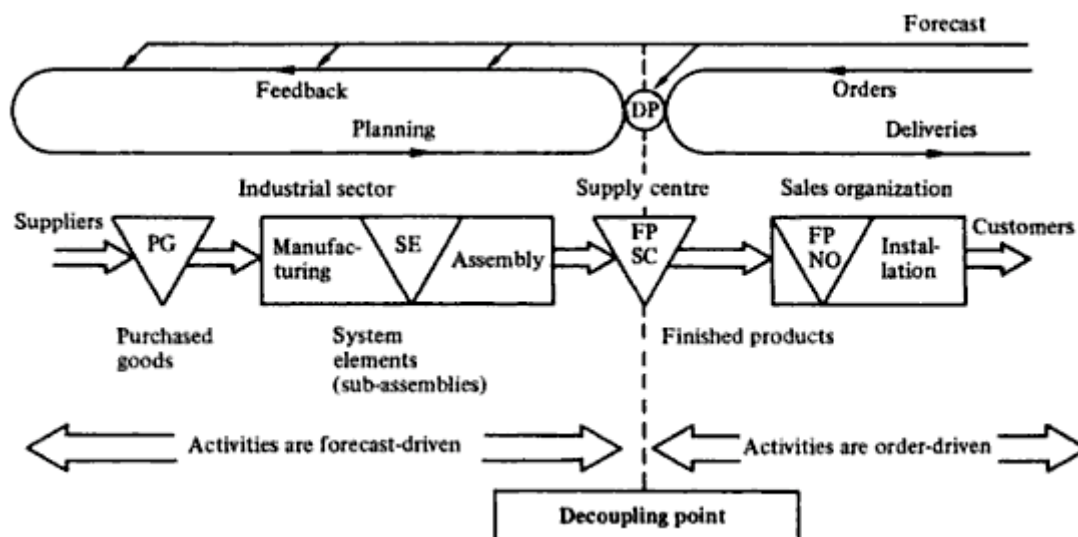 Forecast
Feedback
Orders
DP
Planning
Deliveries
Industrial sector
Supply centre
Sales organization
Suppliers
Customers
PG
Manufac-
turing
SE
Assembly
FP
SC
FP
NO
Instal-
lation
Purchased
goods
System
elements
(sub-assemblies)
Finished products
Activities are forecast-driven
Activities are order-driven
Decoupling point